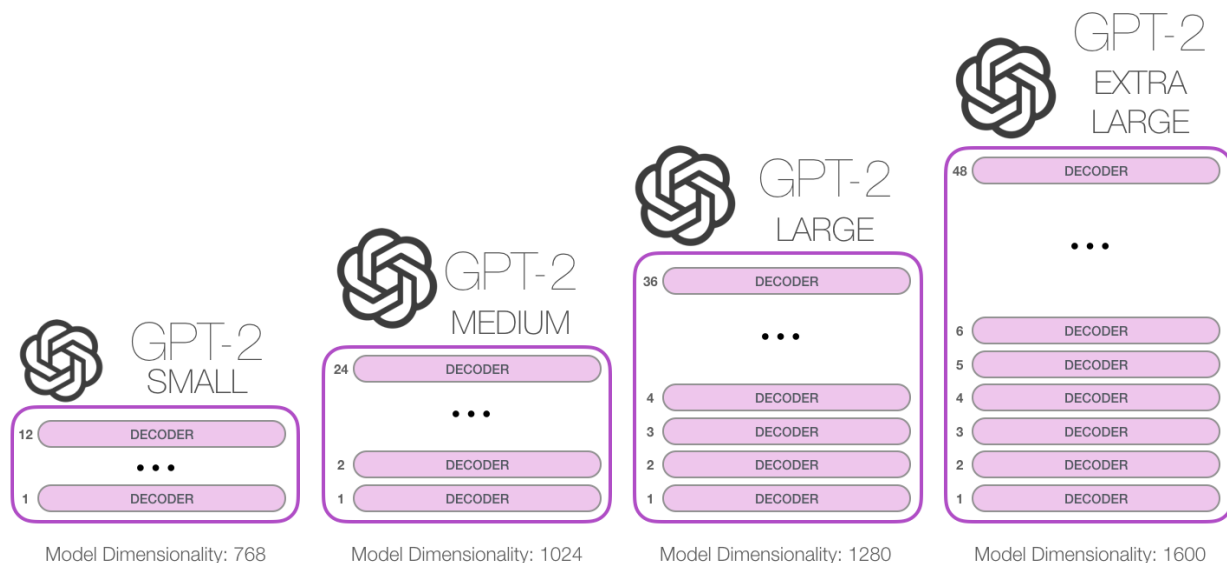 GPT-2
SMALL
12 DECODER
• • •
1 DECODER
Model Dimensionality: 768
GPT-2
MEDIUM
24 DECODER
• • •
2 DECODER
1 DECODER
Model Dimensionality: 1024
GPT-2
LARGE
36 DECODER
• • •
4 DECODER
3 DECODER
2 DECODER
1 DECODER
Model Dimensionality: 1280
GPT-2
EXTRA
LARGE
48 DECODER
• • •
6 DECODER
5 DECODER
4 DECODER
3 DECODER
2 DECODER
1 DECODER
Model Dimensionality: 1600